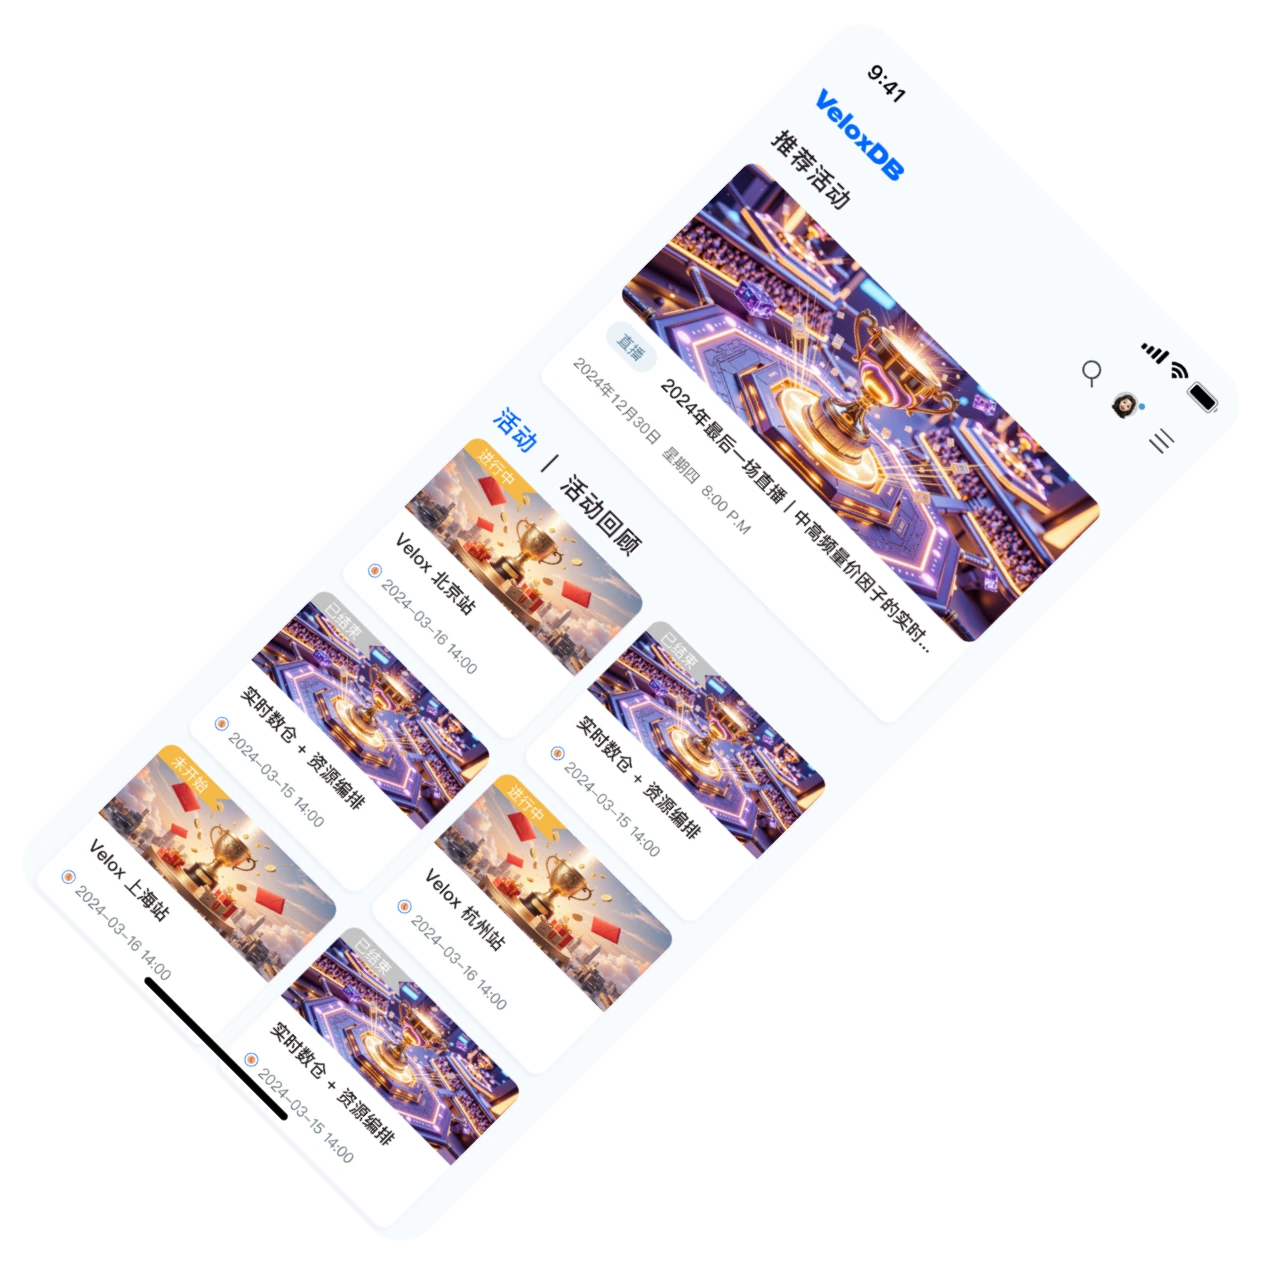 9:41
VeloxDB
推荐活动
直播
2024年最后一场直播丨中高频量价因子的实时...
2024年12月30日 星期四 8:00 P.M
活动 | 活动回顾
进行中
Velox 北京站
2024-03-16 14:00
已结束
实时数仓 + 资源编排
2024-03-15 14:00
已结束
实时数仓 + 资源编排
2024-03-15 14:00
进行中
Velox 杭州站
2024-03-16 14:00
未开始
Velox 上海站
2024-03-16 14:00
已结束
实时数仓 + 资源编排
2024-03-15 14:00